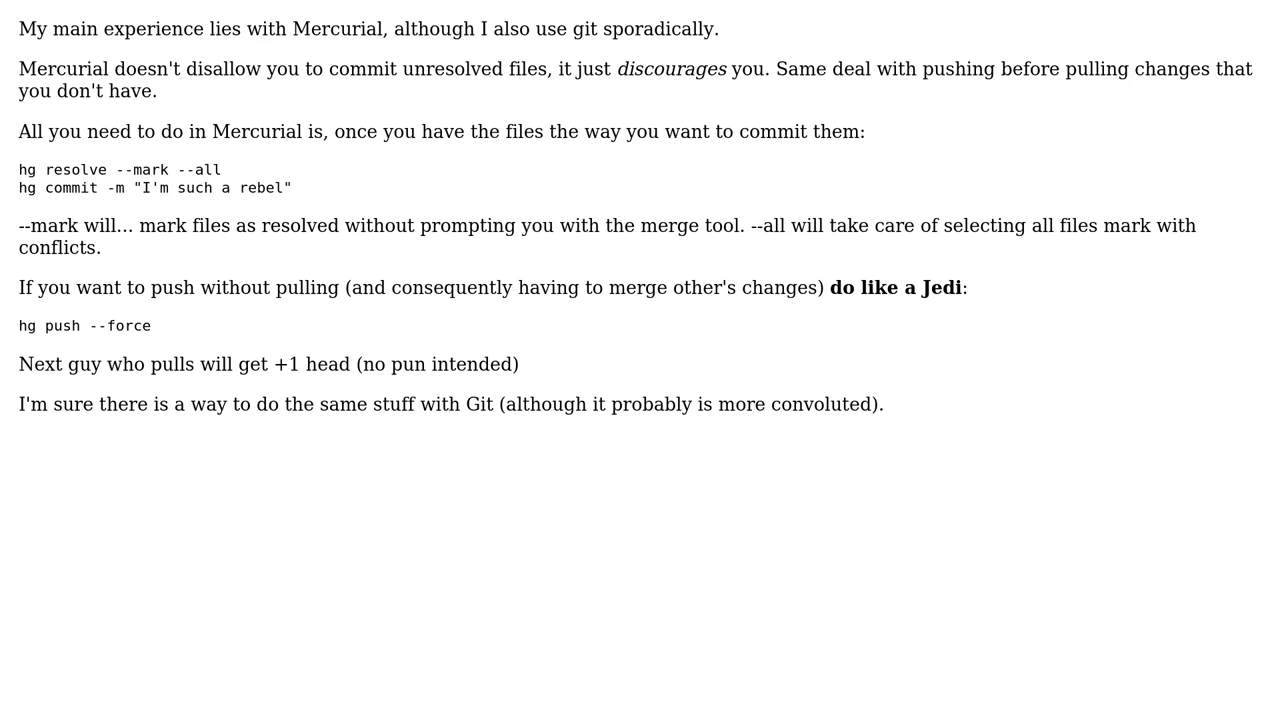 My main experience lies with Mercurial, although I also use git sporadically.
Mercurial doesn't disallow you to commit unresolved files, it just discourages you. Same deal with pushing before pulling changes that
you don't have.
All you need to do in Mercurial is, once you have the files the way you want to commit them:
hg resolve --mark --all
hg commit -m "I'm such a rebel"
--mark will... mark files as resolved without prompting you with the merge tool. --all will take care of selecting all files mark with
conflicts.
If you want to push without pulling (and consequently having to merge other's changes) do like a Jedi:
hg push --force
Next guy who pulls will get +1 head (no pun intended)
I'm sure there is a way to do the same stuff with Git (although it probably is more convoluted).